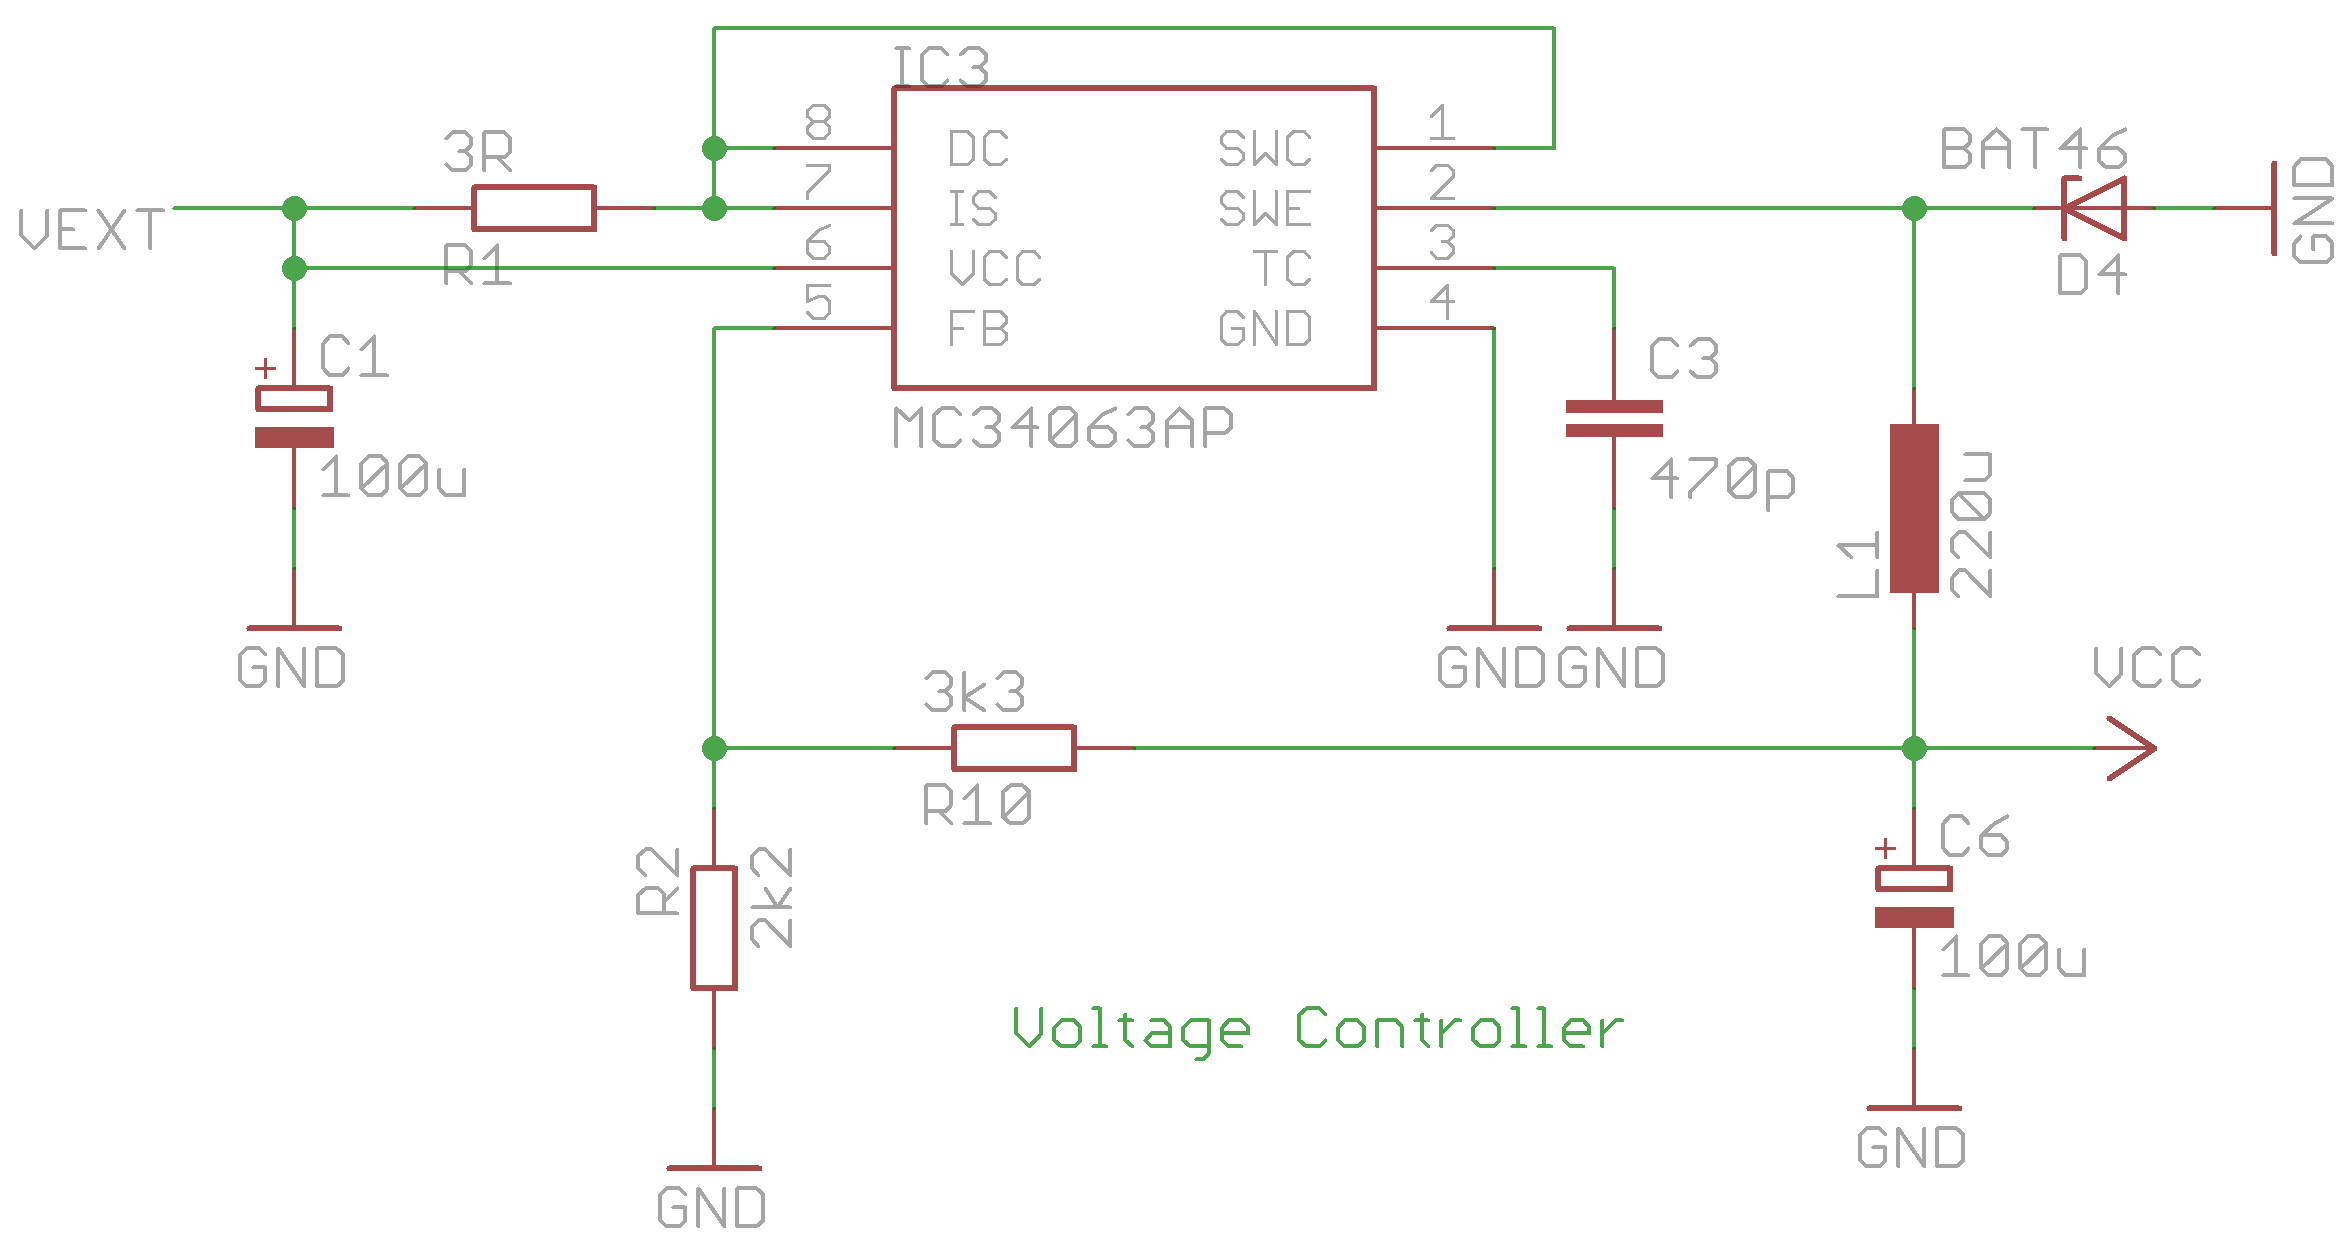 IC3
3R
8
DC
SWC
1
BAT46
VEXT
7
IS
SWE
2
GND
R1
6
VCC
TC
3
D4
5
FB
GND
4
C1
+
100u
MC34063AP
C3
470p
L1
220u
GND
GND
GND
3k3
VCC
R10
R2
2k2
C6
+
100u
Voltage Controller
GND
GND